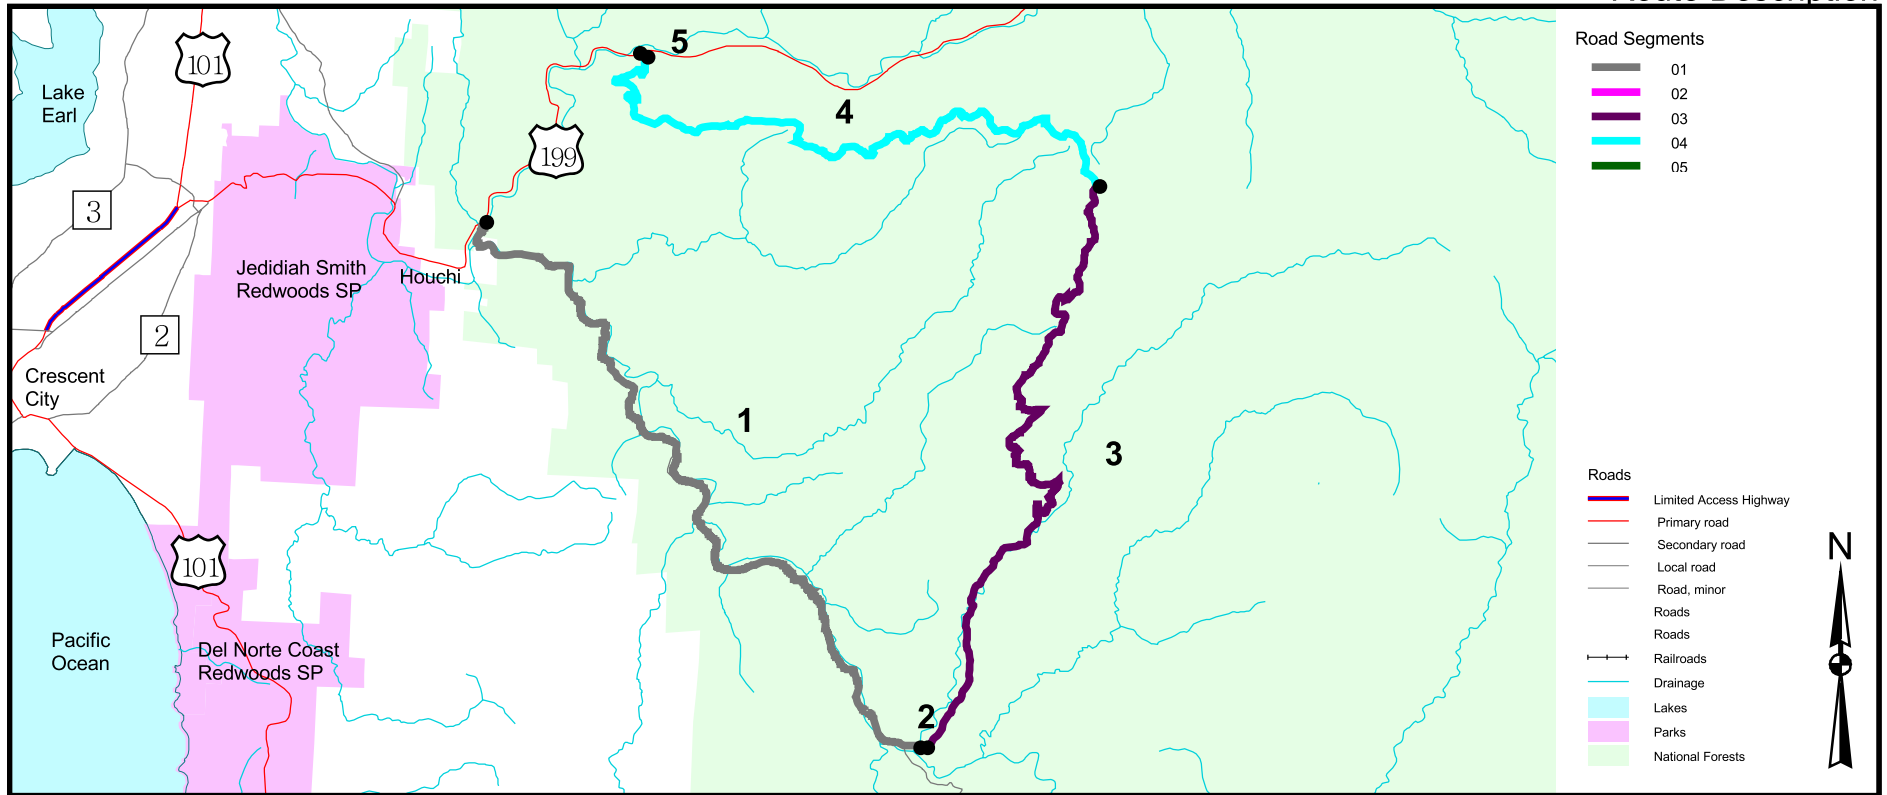 Route Description
101
Lake
Earl
3
199
5
4
Jedidiah Smith
Redwoods SP
Houchi
2
Crescent
City
1
3
101
Pacific
Ocean
Del Norte Coast
Redwoods SP
2
Road Segments
01
02
03
04
05
Roads
Limited Access Highway
Primary road
Secondary road
Local road
Road, minor
Roads
Roads
Railroads
Drainage
Lakes
Parks
National Forests
N